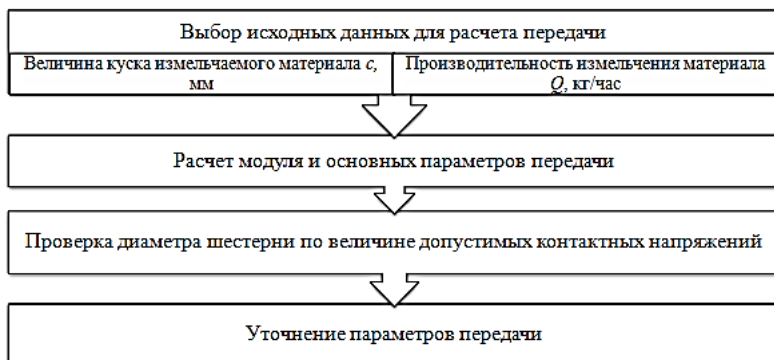 Выбор исходных данных для расчета передачи
Величина куска измельчаемого материала c,
мм
Производительность измельчения материала
Q, кг/час
Расчет модуля и основных параметров передачи
Проверка диаметра шестерни по величине допустимых контактных напряжений
Уточнение параметров передачи